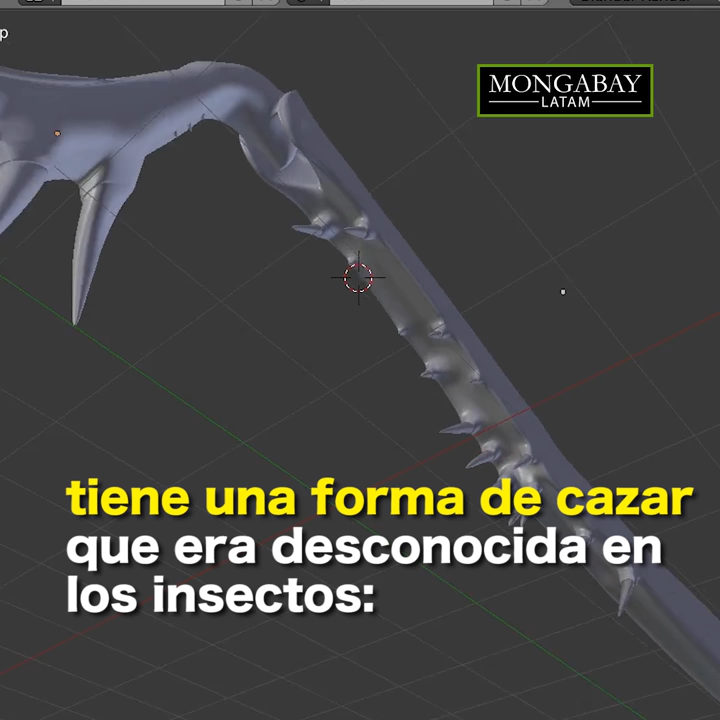 p
MONGABAY
LATAM
tiene una forma de cazar
que era desconocida en
los insectos: